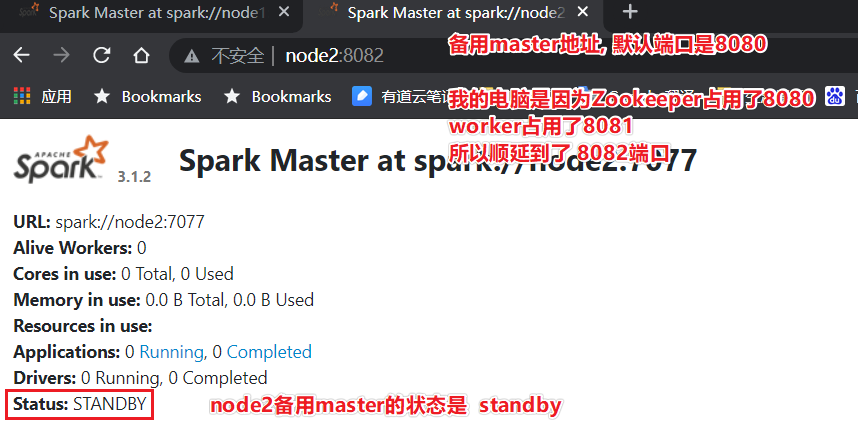 Spark Master at spark://node1
Spark Master at spark://node2
不安全 | node2:8082
备用master地址, 默认端口是8080
应用 Bookmarks Bookmarks 有道云笔
我的电脑是因为Zookeeper占用了8080
worker占用了8081
所以顺延到了 8082端口
APACHE Spark 3.1.2 Spark Master at spark://node2:7077
URL: spark://node2:7077
Alive Workers: 0
Cores in use: 0 Total, 0 Used
Memory in use: 0.0 B Total, 0.0 B Used
Resources in use:
Applications: 0 Running, 0 Completed
Drivers: 0 Running, 0 Completed
Status: STANDBY
node2备用master的状态是 standby